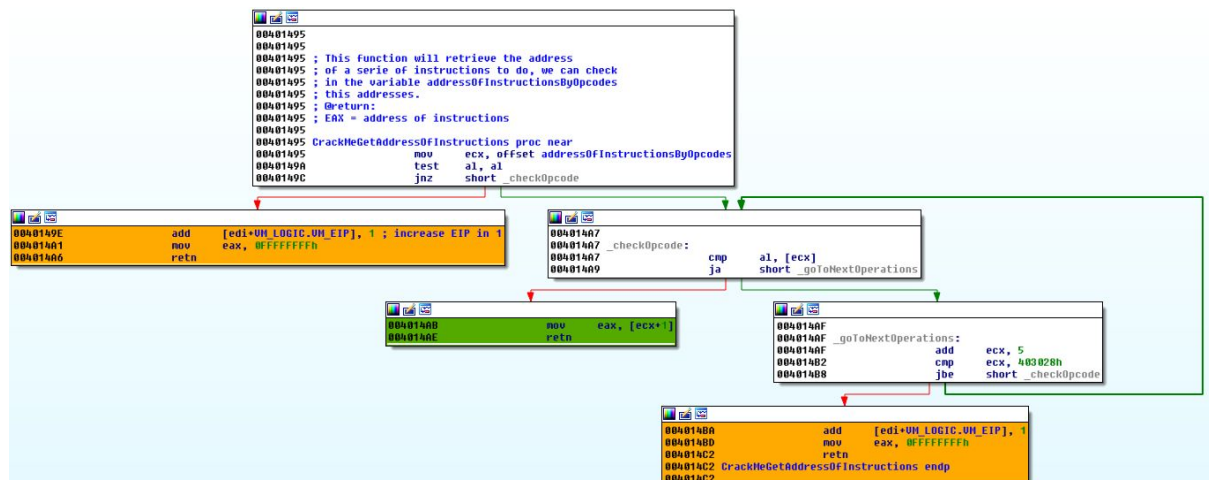 00401495
00401495
00401495 ; This function will retrieve the address
00401495 ; of a serie of instructions to do, we can check
00401495 ; in the variable addressOfInstructionsByOpcodes
00401495 ; this addresses.
00401495 ; @return:
00401495 ; EAX = address of instructions
00401495
00401495 CrackMeGetAddressOfInstructions proc near
00401495 mov ecx, offset addressOfInstructionsByOpcodes
0040149A test al, al
0040149C jnz short _checkOpcode
0040149E add [edi+VM_LOGIC.VM_EIP], 1 ; increase EIP in 1
004014A1 mov eax, 0FFFFFFFFh
004014A6 retn
004014A7
004014A7 _checkOpcode:
004014A7 cmp al, [ecx]
004014A9 ja short _goToNextOperations
004014AB mov eax, [ecx+1]
004014AE retn
004014AF
004014AF _goToNextOperations:
004014AF add ecx, 5
004014B2 cmp ecx, 403028h
004014B8 jbe short _checkOpcode
004014BA add [edi+VM_LOGIC.VM_EIP], 1
004014BD mov eax, 0FFFFFFFFh
004014C2 retn
004014C2 CrackMeGetAddressOfInstructions endp
004014C2